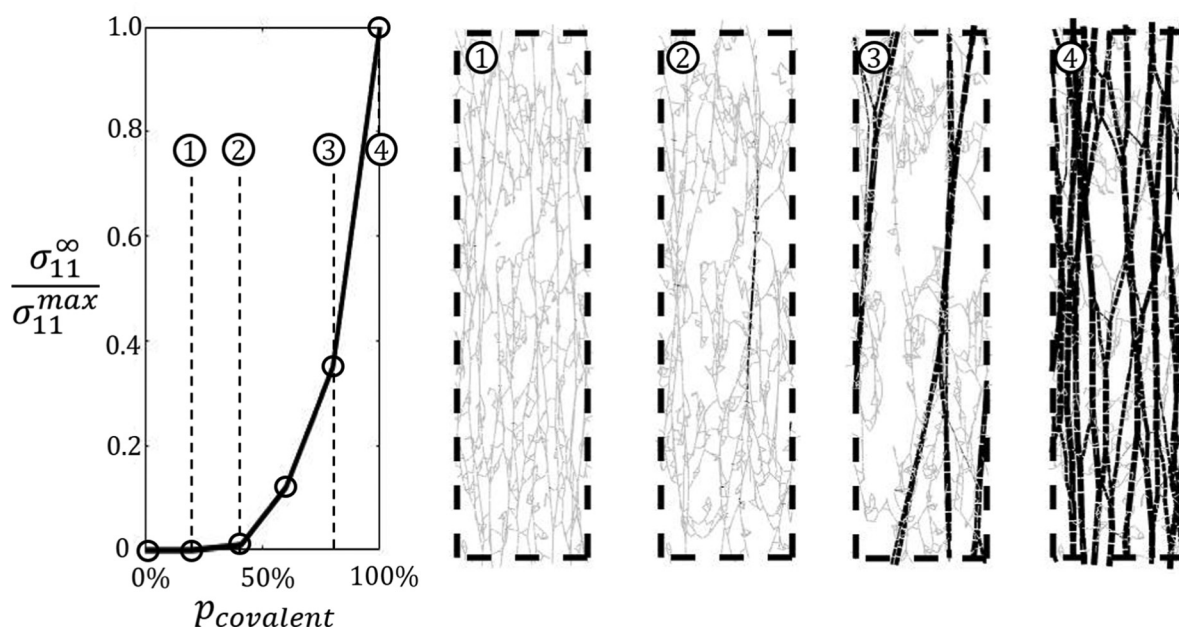 1.0
0.8
0.6
0.4
0.2
0
σ₁₁^∞
σ₁₁^max
① ② ③ ④
0% 50% 100%
p_covalent
①
②
③
④